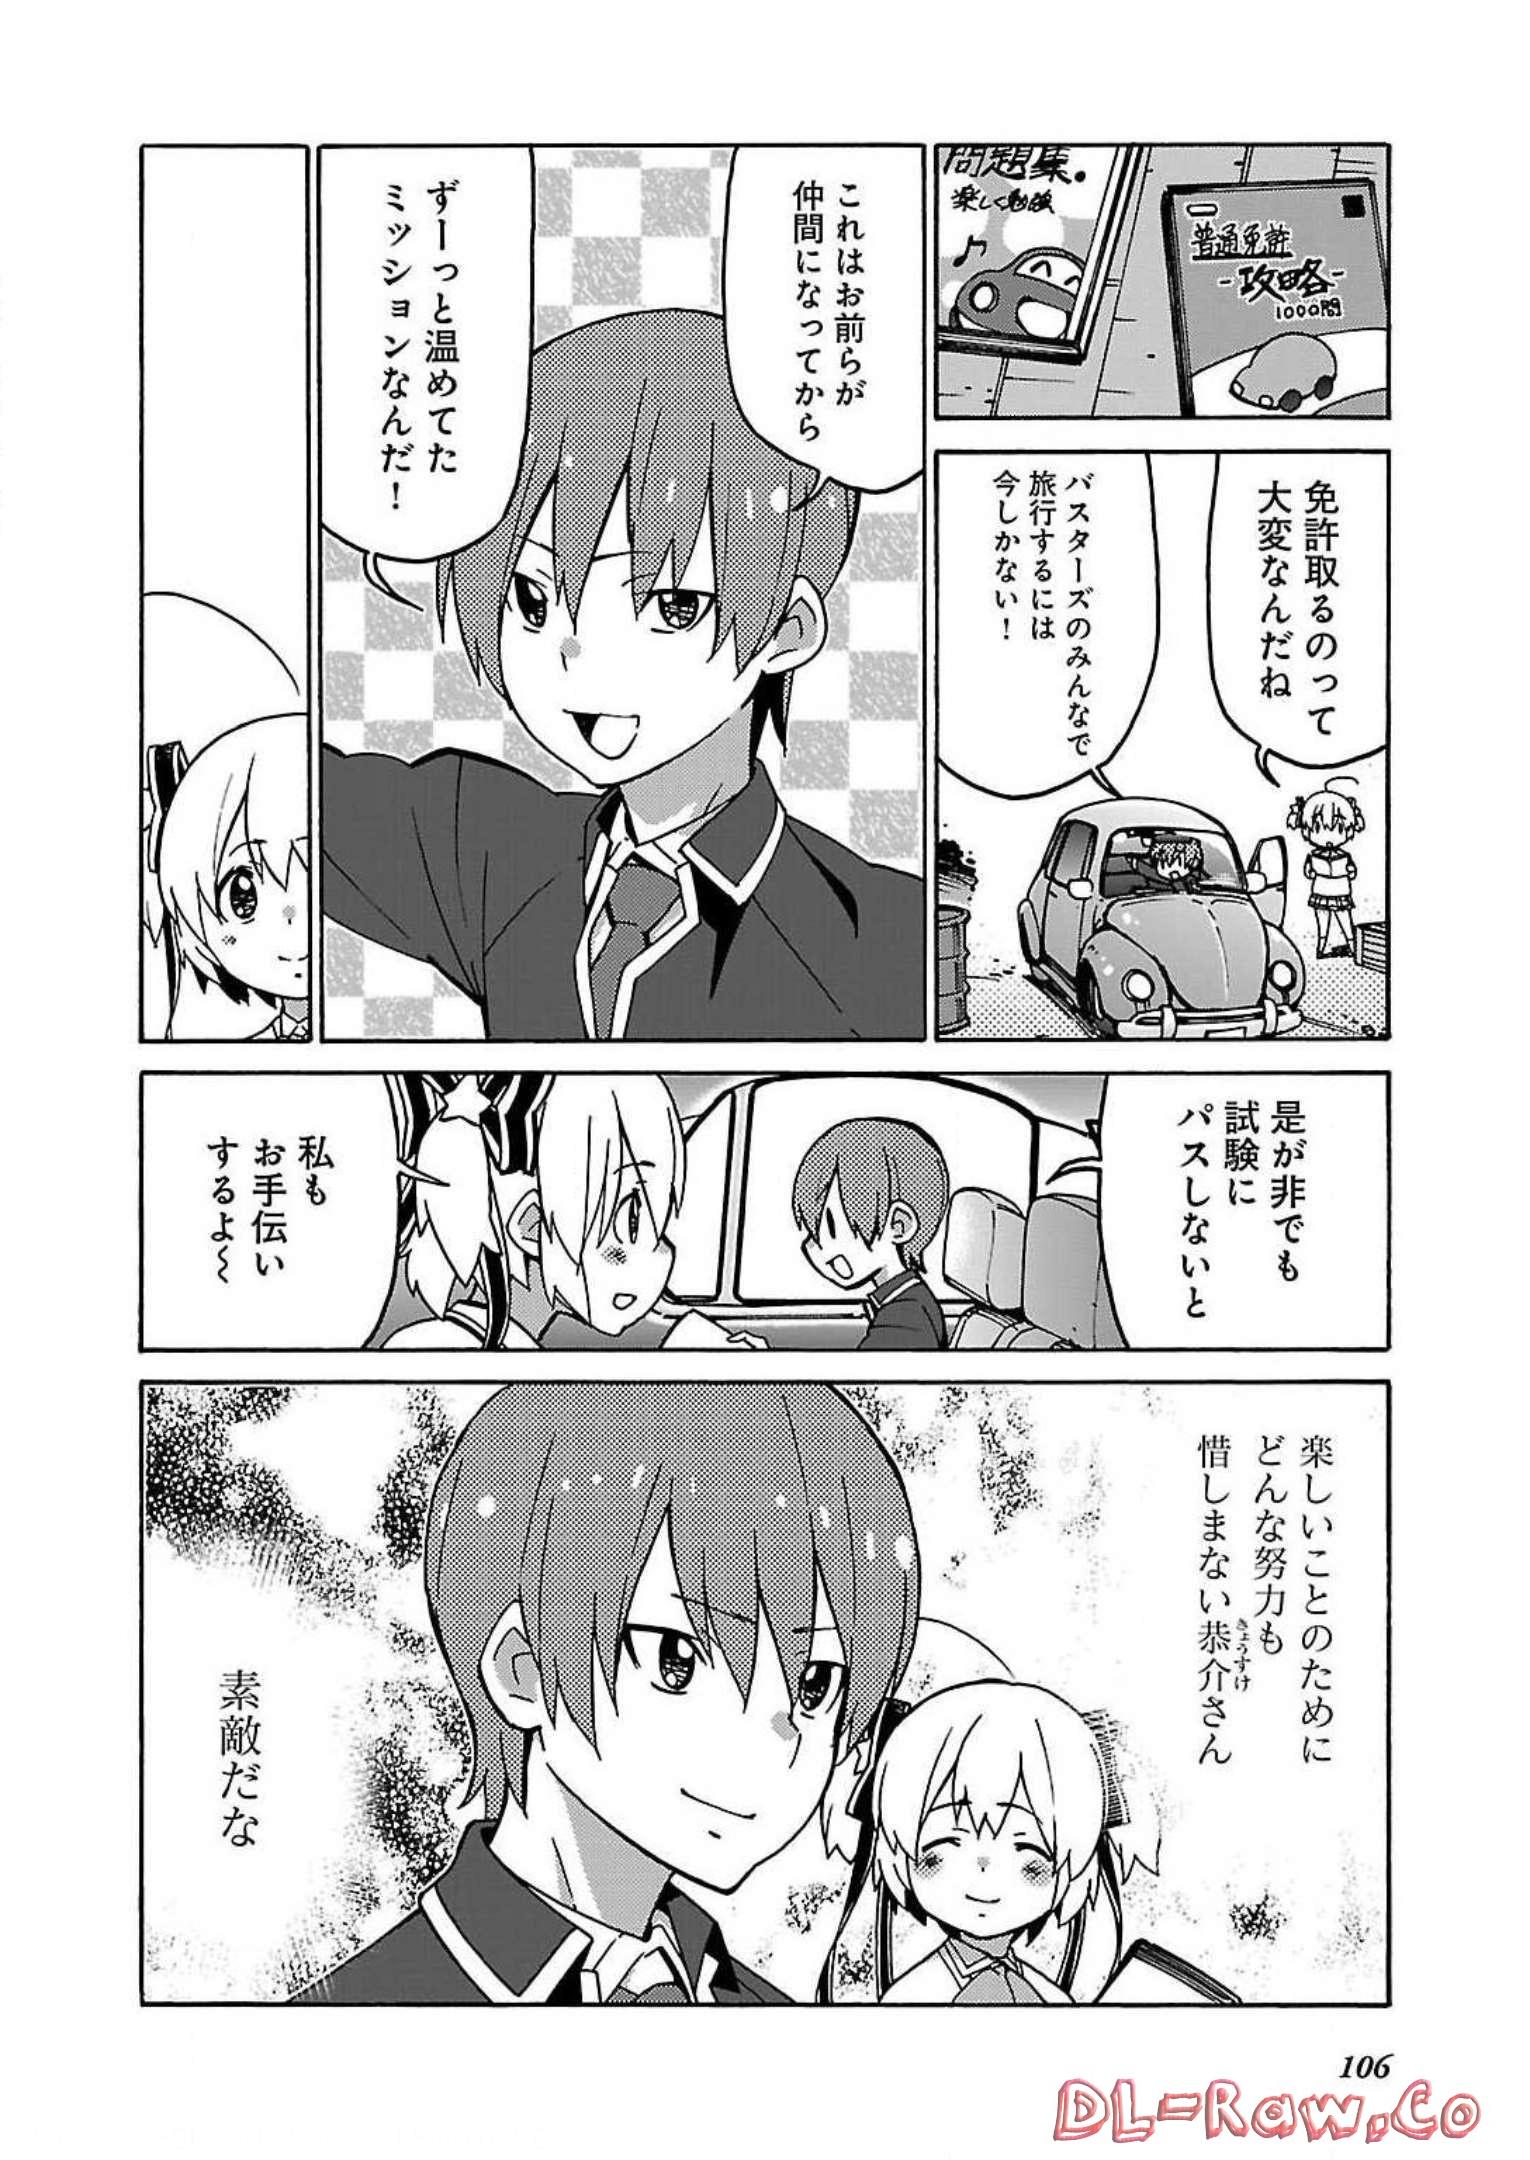 問題集。
楽しく勉強
普通免許
-攻略-
1000問
免許取るのって
大変なんだね
バスターズのみんなで
旅行するには
今しかない！
これはお前らが
仲間になってから
ずーっと温めてた
ミッションなんだ！
是が非でも
試験に
パスしないと
私も
お手伝い
するよ〜
楽しいことのために
どんな努力も
惜しまない恭介さん
きょうすけ
素敵だな
106
DL-Raw.Co